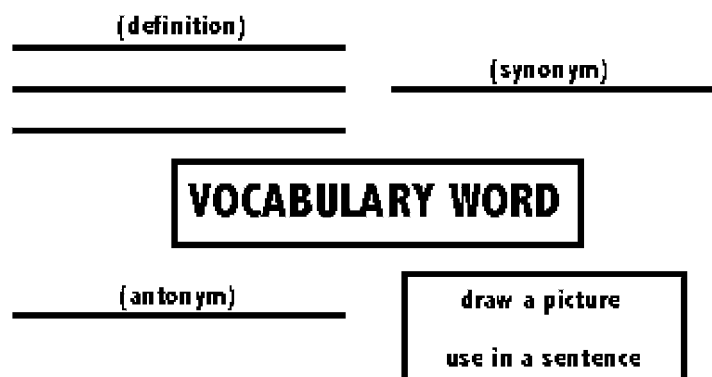 (definition)
(synonym)
VOCABULARY WORD
(antonym)
draw a picture
use in a sentence